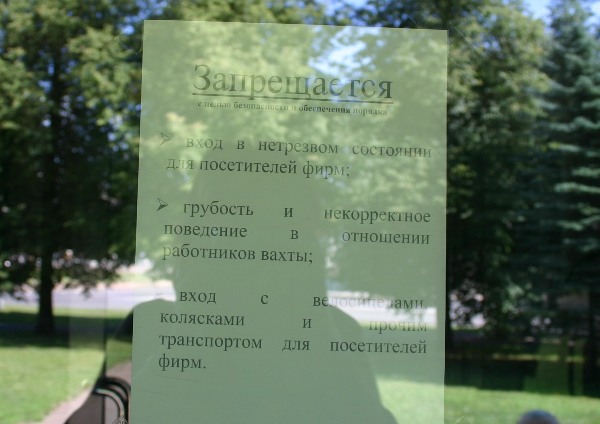 Запрещается
с целью безопасности и обеспечения порядка
➢ вход в нетрезвом состоянии
для посетителей фирм;
➢ грубость и некорректное
поведение в отношении
работников вахты;
вход с велосипедами,
колясками и прочим
транспортом для посетителей
фирм.